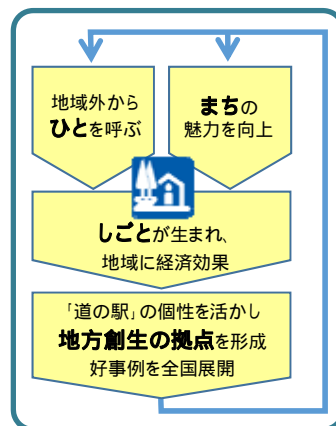 地域外から
ひとを呼ぶ
まちの
魅力を向上
しごとが生まれ、
地域に経済効果
「道の駅」の個性を活かし
地方創生の拠点を形成
好事例を全国展開